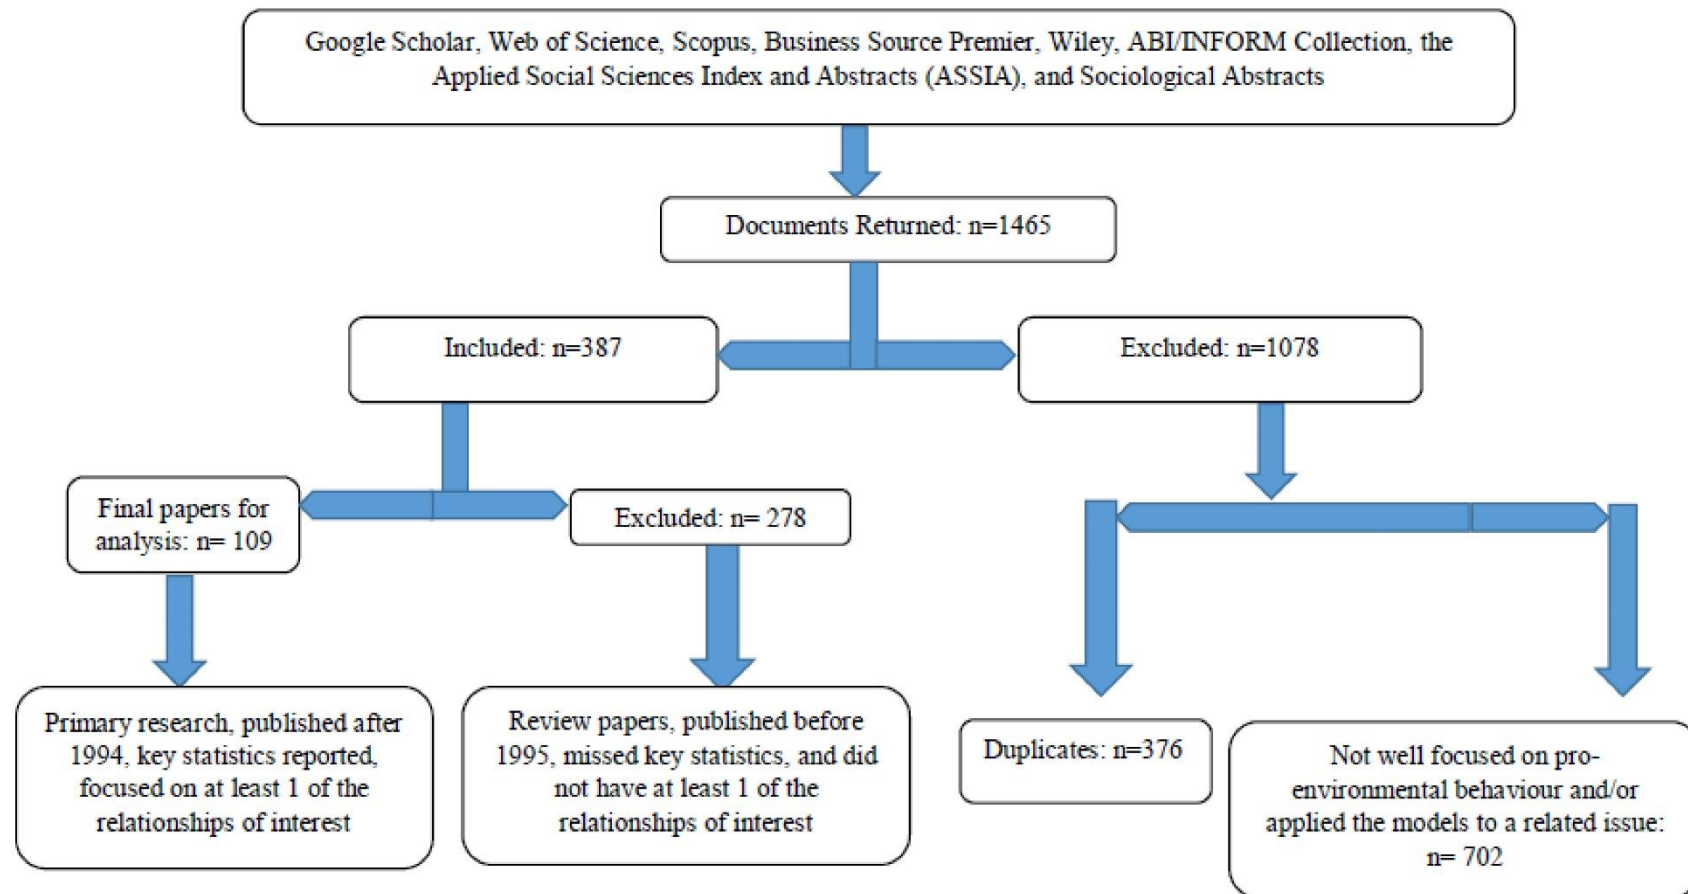 Google Scholar, Web of Science, Scopus, Business Source Premier, Wiley, ABI/INFORM Collection, the
Applied Social Sciences Index and Abstracts (ASSIA), and Sociological Abstracts
Documents Returned: n=1465
Included: n=387
Excluded: n=1078
Final papers for
analysis: n= 109
Excluded: n= 278
Primary research, published after
1994, key statistics reported,
focused on at least 1 of the
relationships of interest
Review papers, published before
1995, missed key statistics, and did
not have at least 1 of the
relationships of interest
Duplicates: n=376
Not well focused on pro-
environmental behaviour and/or
applied the models to a related issue:
n= 702